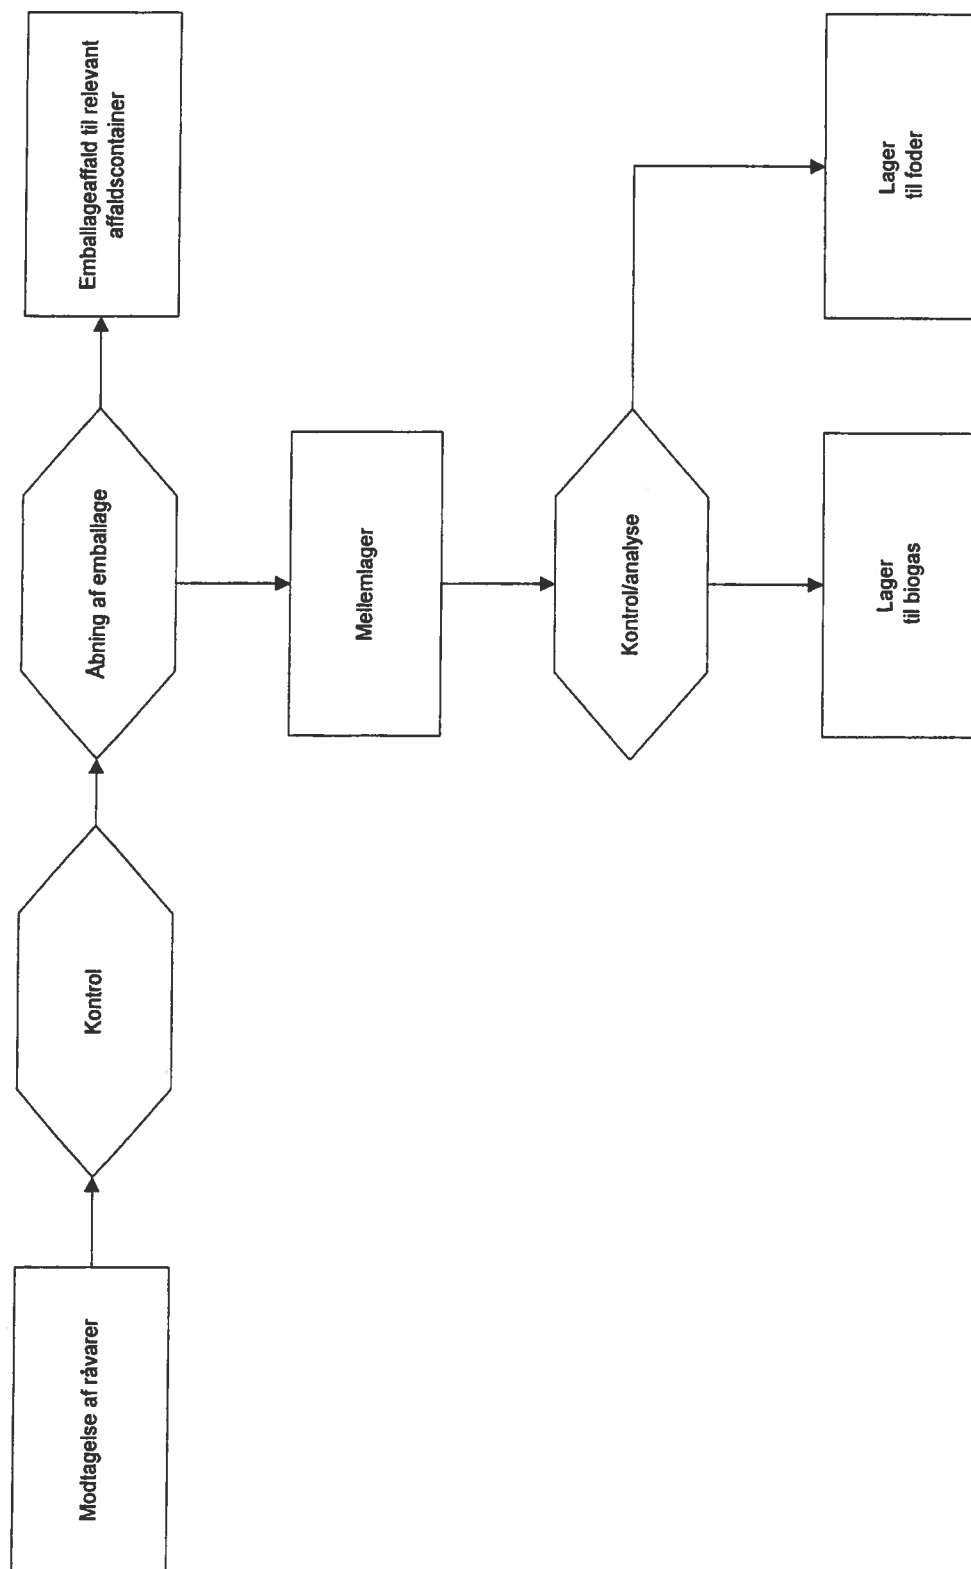 Modtagelse af råvarer
Kontrol
Abning af emballage
Emballageaffald til relevant
affaldscontainer
Mellemlager
Kontrol/analyse
Lager
til biogas
Lager
til foder